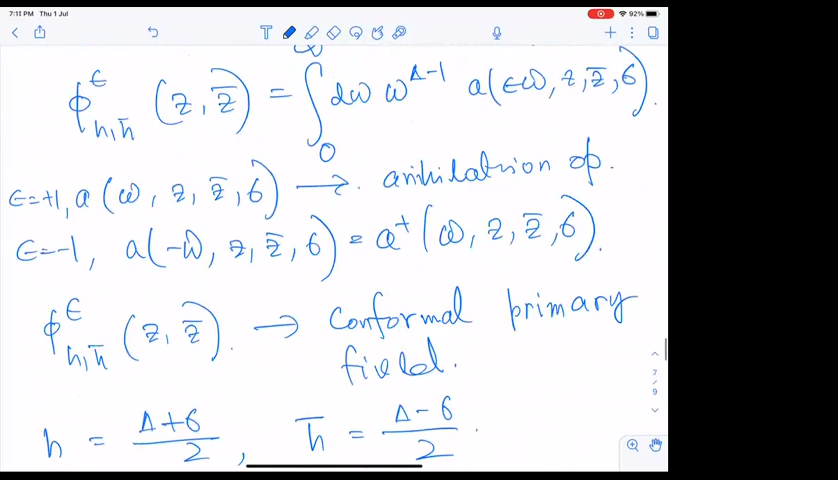 7:11 PM Thu 1 Jul
92%
ϕ^ϵ_{h,h̄} (z, z̄) = ∫_0^∞ dω ω^{Δ-1} a(ϵω, z, z̄, σ).
ϵ=+1, a(ω, z, z̄, σ) → annihilation op.
ϵ=-1, a(-ω, z, z̄, σ) = a^+(ω, z, z̄, σ).
ϕ^ϵ_{h,h̄} (z, z̄). → conformal primary
field.
h = (Δ+σ)/2, h̄ = (Δ-σ)/2.
7/9